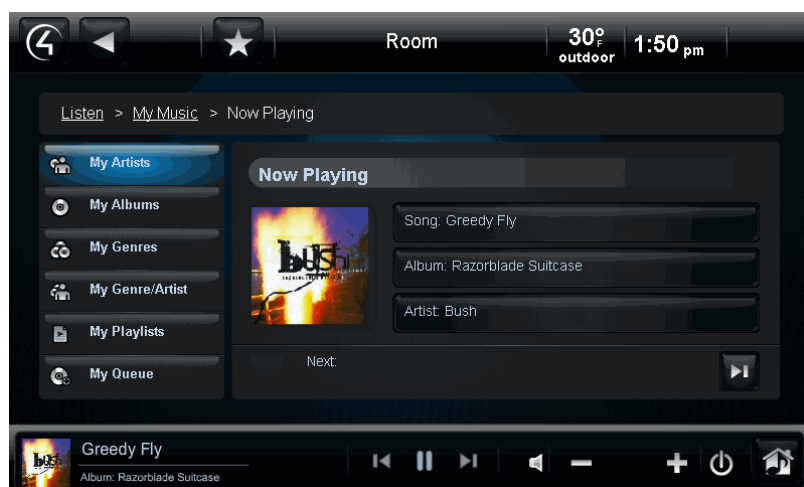 4
Room
30°F
outdoor
1:50 pm
Listen > My Music > Now Playing
My Artists
My Albums
My Genres
My Genre/Artist
My Playlists
My Queue
Now Playing
bush
Song: Greedy Fly
Album: Razorblade Suitcase
Artist: Bush
Next:
bush
Greedy Fly
Album: Razorblade Suitcase